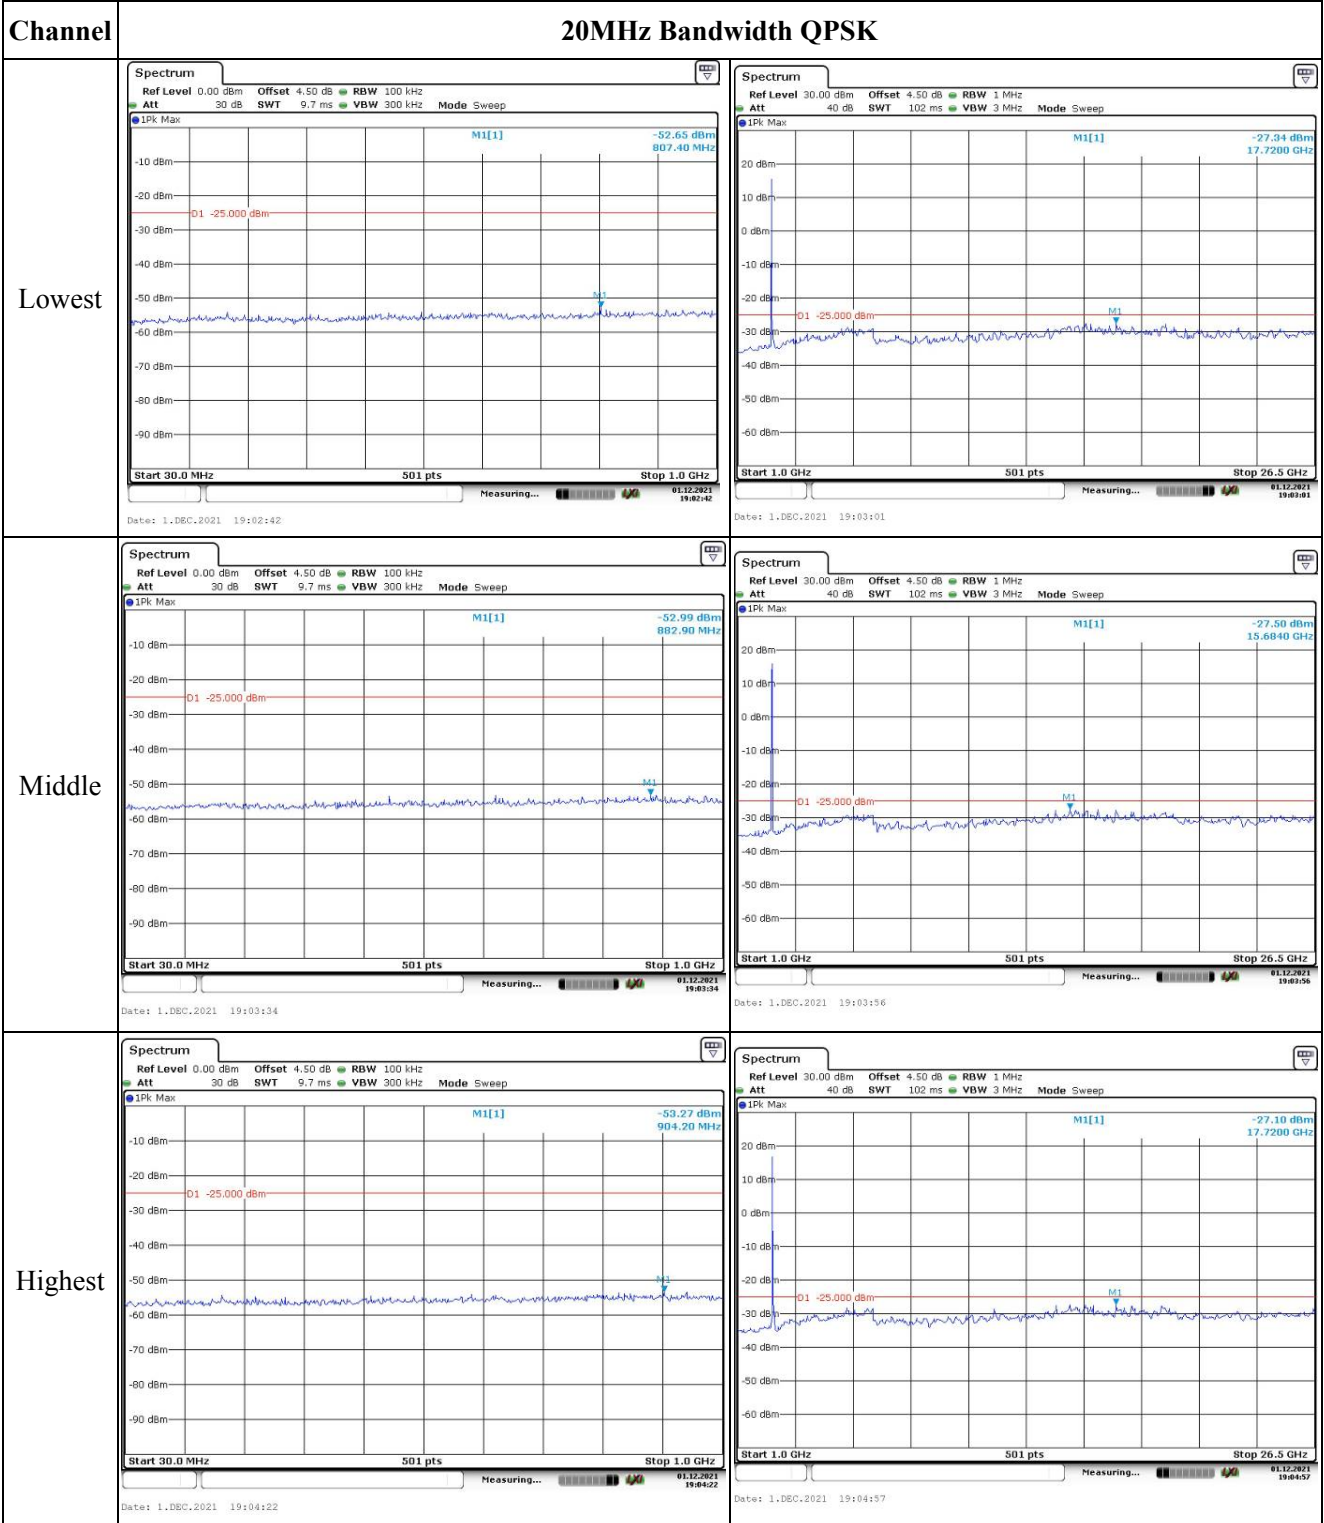 Channel 20MHz Bandwidth QPSK
Lowest
Spectrum
Ref Level 0.00 dBm Offset 4.50 dB RBW 100 kHz
Att 30 dB SWT 9.7 ms VBW 300 kHz Mode Sweep
1Pk Max
M1[1] -52.65 dBm
807.40 MHz
-10 dBm
-20 dBm
D1 -25.000 dBm
-30 dBm
-40 dBm
-50 dBm
M1
-60 dBm
-70 dBm
-80 dBm
-90 dBm
Start 30.0 MHz 501 pts Stop 1.0 GHz
Measuring... 01.12.2021
19:02:42
Date: 1.DEC.2021 19:02:42
Spectrum
Ref Level 30.00 dBm Offset 4.50 dB RBW 1 MHz
Att 40 dB SWT 102 ms VBW 3 MHz Mode Sweep
1Pk Max
M1[1] -27.34 dBm
17.7200 GHz
20 dBm
10 dBm
0 dBm
-10 dBm
-20 dBm
M1
D1 -25.000 dBm
-30 dBm
-40 dBm
-50 dBm
-60 dBm
Start 1.0 GHz 501 pts Stop 26.5 GHz
Measuring... 01.12.2021
19:03:01
Date: 1.DEC.2021 19:03:01
Middle
Spectrum
Ref Level 0.00 dBm Offset 4.50 dB RBW 100 kHz
Att 30 dB SWT 9.7 ms VBW 300 kHz Mode Sweep
1Pk Max
M1[1] -52.99 dBm
882.90 MHz
-10 dBm
-20 dBm
D1 -25.000 dBm
-30 dBm
-40 dBm
-50 dBm
M1
-60 dBm
-70 dBm
-80 dBm
-90 dBm
Start 30.0 MHz 501 pts Stop 1.0 GHz
Measuring... 01.12.2021
19:03:34
Date: 1.DEC.2021 19:03:34
Spectrum
Ref Level 30.00 dBm Offset 4.50 dB RBW 1 MHz
Att 40 dB SWT 102 ms VBW 3 MHz Mode Sweep
1Pk Max
M1[1] -27.50 dBm
15.6840 GHz
20 dBm
10 dBm
0 dBm
-10 dBm
-20 dBm
M1
D1 -25.000 dBm
-30 dBm
-40 dBm
-50 dBm
-60 dBm
Start 1.0 GHz 501 pts Stop 26.5 GHz
Measuring... 01.12.2021
19:03:56
Date: 1.DEC.2021 19:03:56
Highest
Spectrum
Ref Level 0.00 dBm Offset 4.50 dB RBW 100 kHz
Att 30 dB SWT 9.7 ms VBW 300 kHz Mode Sweep
1Pk Max
M1[1] -53.27 dBm
904.20 MHz
-10 dBm
-20 dBm
D1 -25.000 dBm
-30 dBm
-40 dBm
-50 dBm
M1
-60 dBm
-70 dBm
-80 dBm
-90 dBm
Start 30.0 MHz 501 pts Stop 1.0 GHz
Measuring... 01.12.2021
19:04:22
Date: 1.DEC.2021 19:04:22
Spectrum
Ref Level 30.00 dBm Offset 4.50 dB RBW 1 MHz
Att 40 dB SWT 102 ms VBW 3 MHz Mode Sweep
1Pk Max
M1[1] -27.10 dBm
17.7200 GHz
20 dBm
10 dBm
0 dBm
-10 dBm
-20 dBm
M1
D1 -25.000 dBm
-30 dBm
-40 dBm
-50 dBm
-60 dBm
Start 1.0 GHz 501 pts Stop 26.5 GHz
Measuring... 01.12.2021
19:04:57
Date: 1.DEC.2021 19:04:57